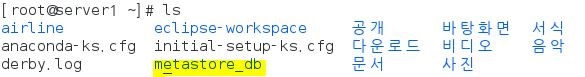 [root@server1 ~]# ls
airline eclipse-workspace 공개 바탕화면 서식
anaconda-ks.cfg initial-setup-ks.cfg 다운로드 비디오 음악
derby.log metastore_db 문서 사진